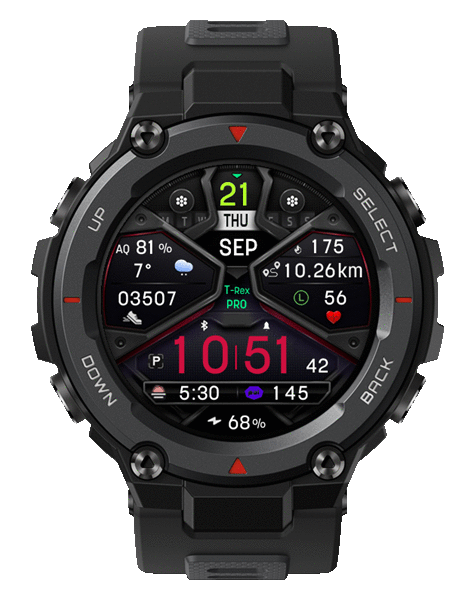 UP
SELECT
DOWN
BACK
21
M T W THU F S S
SEP
AQ 81%
7°
03507
175
10.26km
L 56
T-Rex
PRO
P 10:51 42
5:30 145
68%